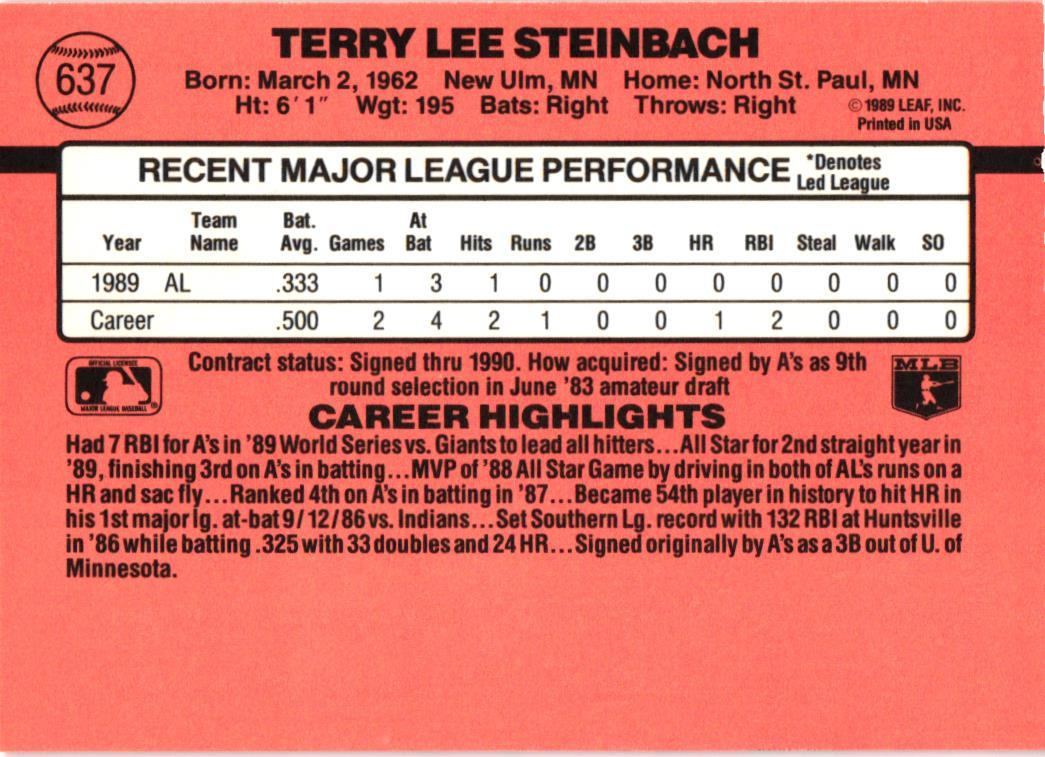 637
TERRY LEE STEINBACH
Born: March 2, 1962 New Ulm, MN Home: North St. Paul, MN
Ht: 6' 1" Wgt: 195 Bats: Right Throws: Right
© 1989 LEAF, INC.
Printed in USA
RECENT MAJOR LEAGUE PERFORMANCE *Denotes
Led League
Year Team Name Bat. Avg. Games At Bat Hits Runs 2B 3B HR RBI Steal Walk SO
1989 AL .333 1 3 1 0 0 0 0 0 0 0 0
Career .500 2 4 2 1 0 0 1 2 0 0 0
OFFICIAL LICENSEE
MAJOR LEAGUE BASEBALL
®
Contract status: Signed thru 1990. How acquired: Signed by A's as 9th
round selection in June '83 amateur draft
MLB
CAREER HIGHLIGHTS
Had 7 RBI for A's in '89 World Series vs. Giants to lead all hitters...All Star for 2nd straight year in
'89, finishing 3rd on A's in batting...MVP of '88 All Star Game by driving in both of AL's runs on a
HR and sac fly...Ranked 4th on A's in batting in '87...Became 54th player in history to hit HR in
his 1st major lg. at-bat 9/12/86 vs. Indians...Set Southern Lg. record with 132 RBI at Huntsville
in '86 while batting .325 with 33 doubles and 24 HR...Signed originally by A's as a 3B out of U. of
Minnesota.